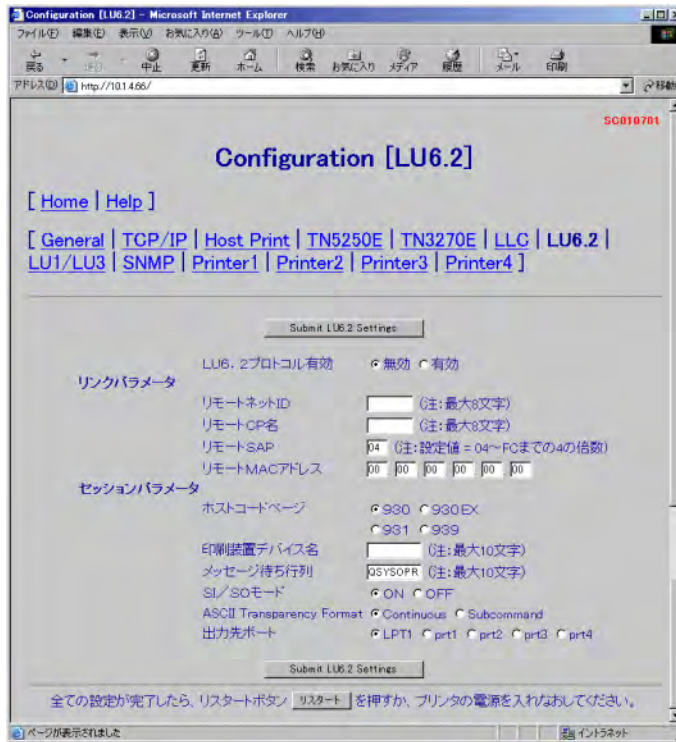 Configuration [LU6.2] - Microsoft Internet Explorer
ファイル(F) 編集(E) 表示(V) お気に入り(A) ツール(T) ヘルプ(H)
戻る 進む 中止 更新 ホーム 検索 お気に入り メディア 履歴 メール 印刷
アドレス(D) http://10.1.4.66/ 移動
SC010701
Configuration [LU6.2]
[ Home | Help ]
[ General | TCP/IP | Host Print | TN5250E | TN3270E | LLC | LU6.2 |
LU1/LU3 | SNMP | Printer1 | Printer2 | Printer3 | Printer4 ]
Submit LU6.2 Settings
LU6.2プロトコル有効 無効 有効
リンクパラメータ
リモートネットID (注:最大8文字)
リモートCP名 (注:最大8文字)
リモートSAP 04 (注:設定値 = 04~FCまでの4の倍数)
リモートMACアドレス 00 00 00 00 00 00
セッションパラメータ
ホストコードページ 930 930EX
931 939
印刷装置デバイス名 (注:最大10文字)
メッセージ待ち行列 QSYSOPR (注:最大10文字)
SI/SOモード ON OFF
ASCII Transparency Format Continuous Subcommand
出力先ポート LPT1 prt1 prt2 prt3 prt4
Submit LU6.2 Settings
全ての設定が完了したら、リスタートボタン リスタート を押すか、プリンタの電源を入れなおしてください。
ページが表示されました イントラネット